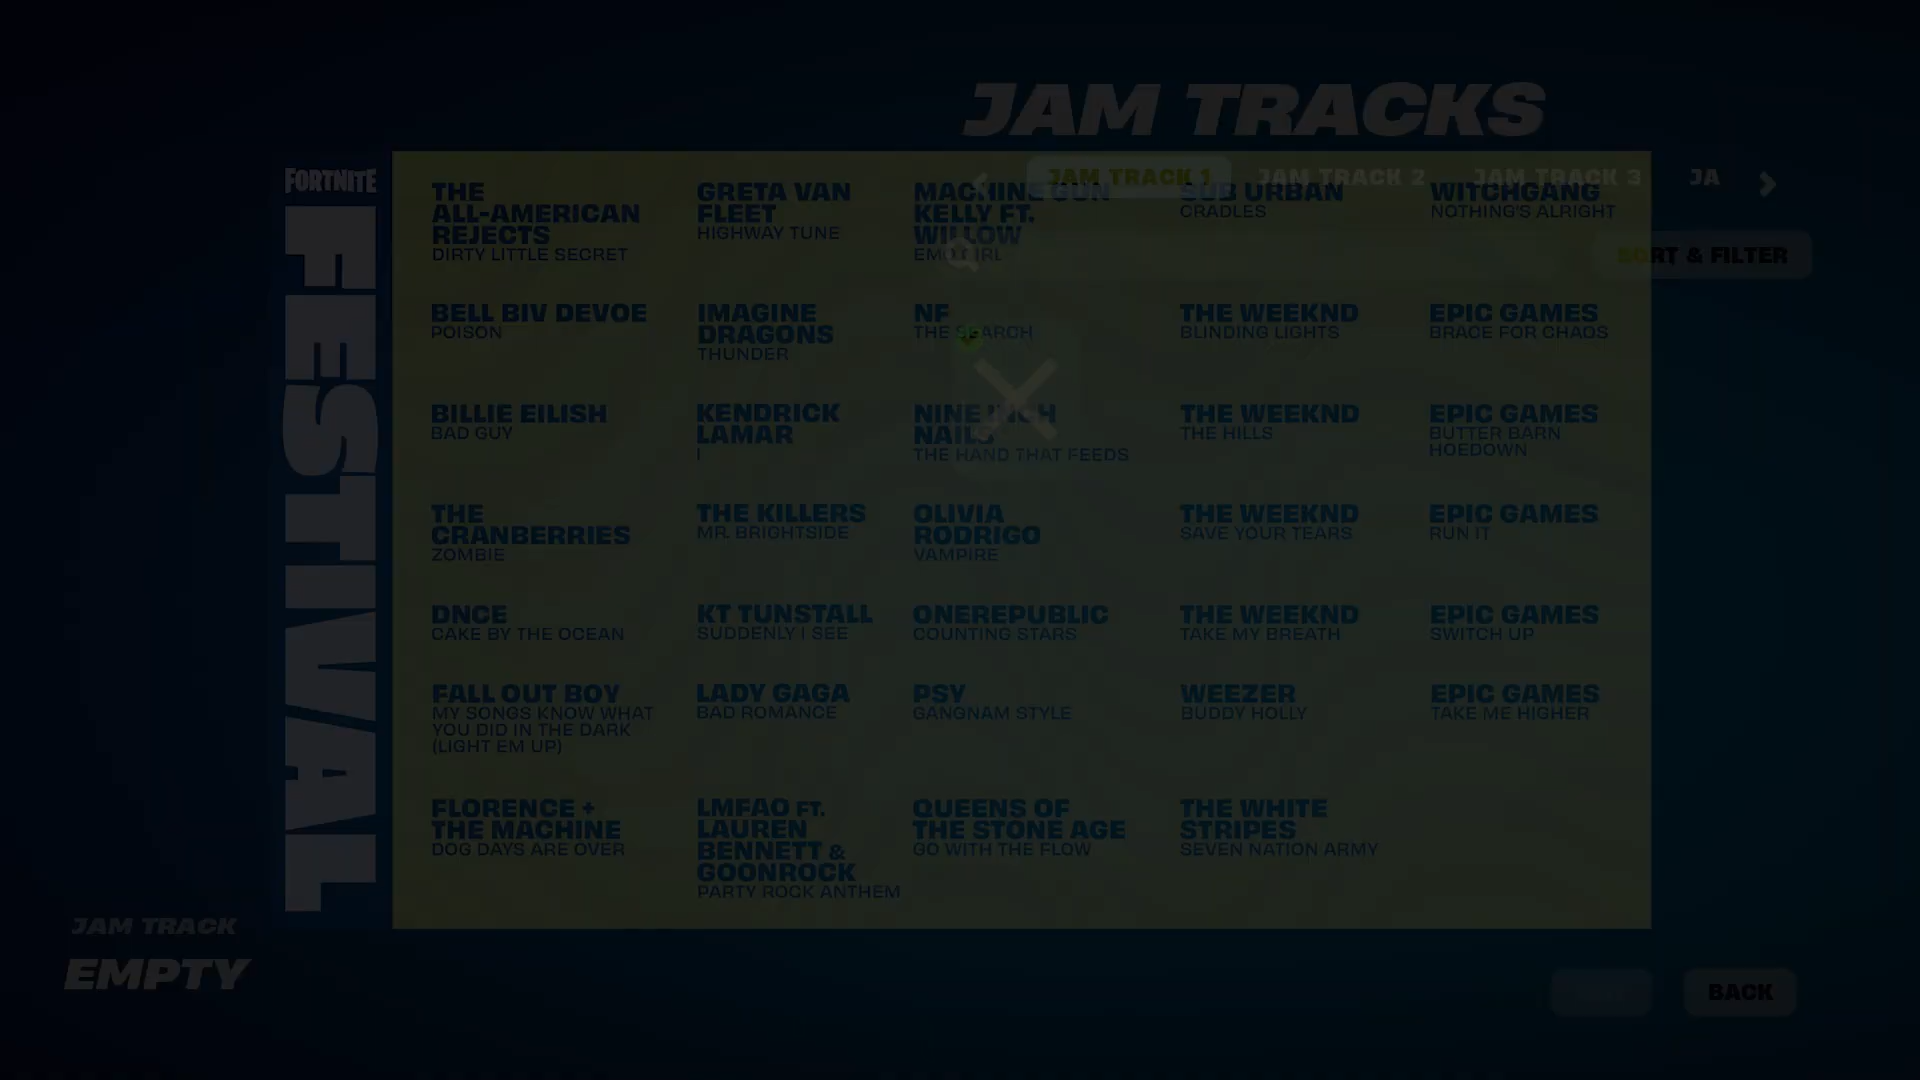 JAM TRACKS
JAM TRACK 1
JAM TRACK 2
JAM TRACK 3
JA
SORT & FILTER
FORTNITE
FESTIVAL
THE
ALL-AMERICAN
REJECTS
DIRTY LITTLE SECRET
BELL BIV DEVOE
POISON
BILLIE EILISH
BAD GUY
THE
CRANBERRIES
ZOMBIE
DNCE
CAKE BY THE OCEAN
FALL OUT BOY
MY SONGS KNOW WHAT
YOU DID IN THE DARK
(LIGHT EM UP)
FLORENCE +
THE MACHINE
DOG DAYS ARE OVER
GRETA VAN
FLEET
HIGHWAY TUNE
IMAGINE
DRAGONS
THUNDER
KENDRICK
LAMAR
I
THE KILLERS
MR. BRIGHTSIDE
KT TUNSTALL
SUDDENLY I SEE
LADY GAGA
BAD ROMANCE
LMFAO FT.
LAUREN
BENNETT &
GOONROCK
PARTY ROCK ANTHEM
MACHINE GUN
KELLY FT.
WILLOW
EMO GIRL
NF
THE SEARCH
NINE INCH
NAILS
THE HAND THAT FEEDS
OLIVIA
RODRIGO
VAMPIRE
ONEREPUBLIC
COUNTING STARS
PSY
GANGNAM STYLE
QUEENS OF
THE STONE AGE
GO WITH THE FLOW
SUB URBAN
CRADLES
THE WEEKND
BLINDING LIGHTS
THE WEEKND
THE HILLS
THE WEEKND
SAVE YOUR TEARS
THE WEEKND
TAKE MY BREATH
WEEZER
BUDDY HOLLY
THE WHITE
STRIPES
SEVEN NATION ARMY
WITCHGANG
NOTHING'S ALRIGHT
EPIC GAMES
BRACE FOR CHAOS
EPIC GAMES
BUTTER BARN
HOEDOWN
EPIC GAMES
RUN IT
EPIC GAMES
SWITCH UP
EPIC GAMES
TAKE ME HIGHER
JAM TRACK
EMPTY
BACK